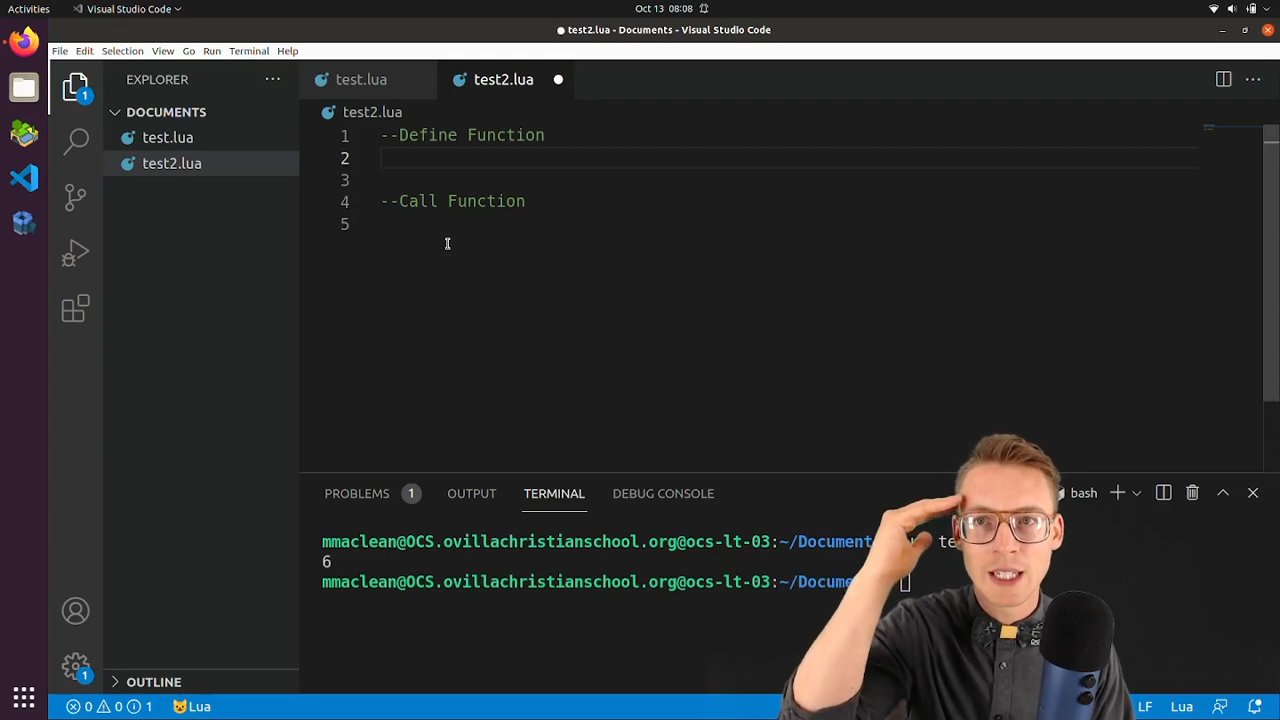 Activities
Visual Studio Code
Oct 13 08:08
test2.lua - Documents - Visual Studio Code
File Edit Selection View Go Run Terminal Help
EXPLORER
DOCUMENTS
test.lua
test2.lua
OUTLINE
test.lua
test2.lua
test2.lua
1 --Define Function
2
3
4 --Call Function
5
PROBLEMS 1 OUTPUT TERMINAL DEBUG CONSOLE
bash
mmaclean@OCS.ovillachristianschool.org@ocs-lt-03:~/Document
6
mmaclean@OCS.ovillachristianschool.org@ocs-lt-03:~/Docume
1
1
0 0 1 Lua
LF Lua